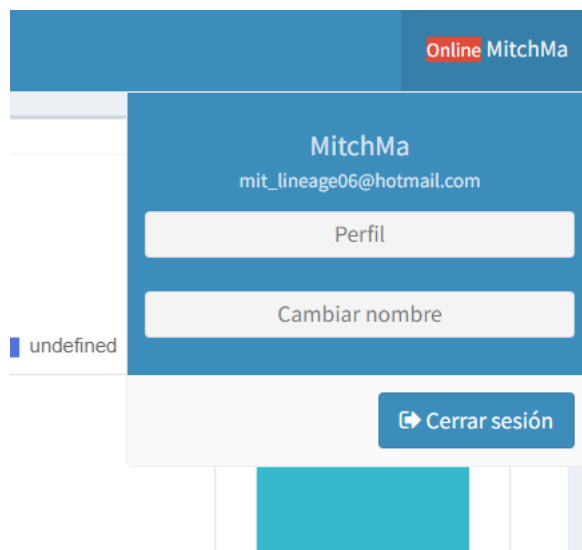 Online MitchMa
MitchMa
mit_lineage06@hotmail.com
Perfil
Cambiar nombre
undefined
Cerrar sesión